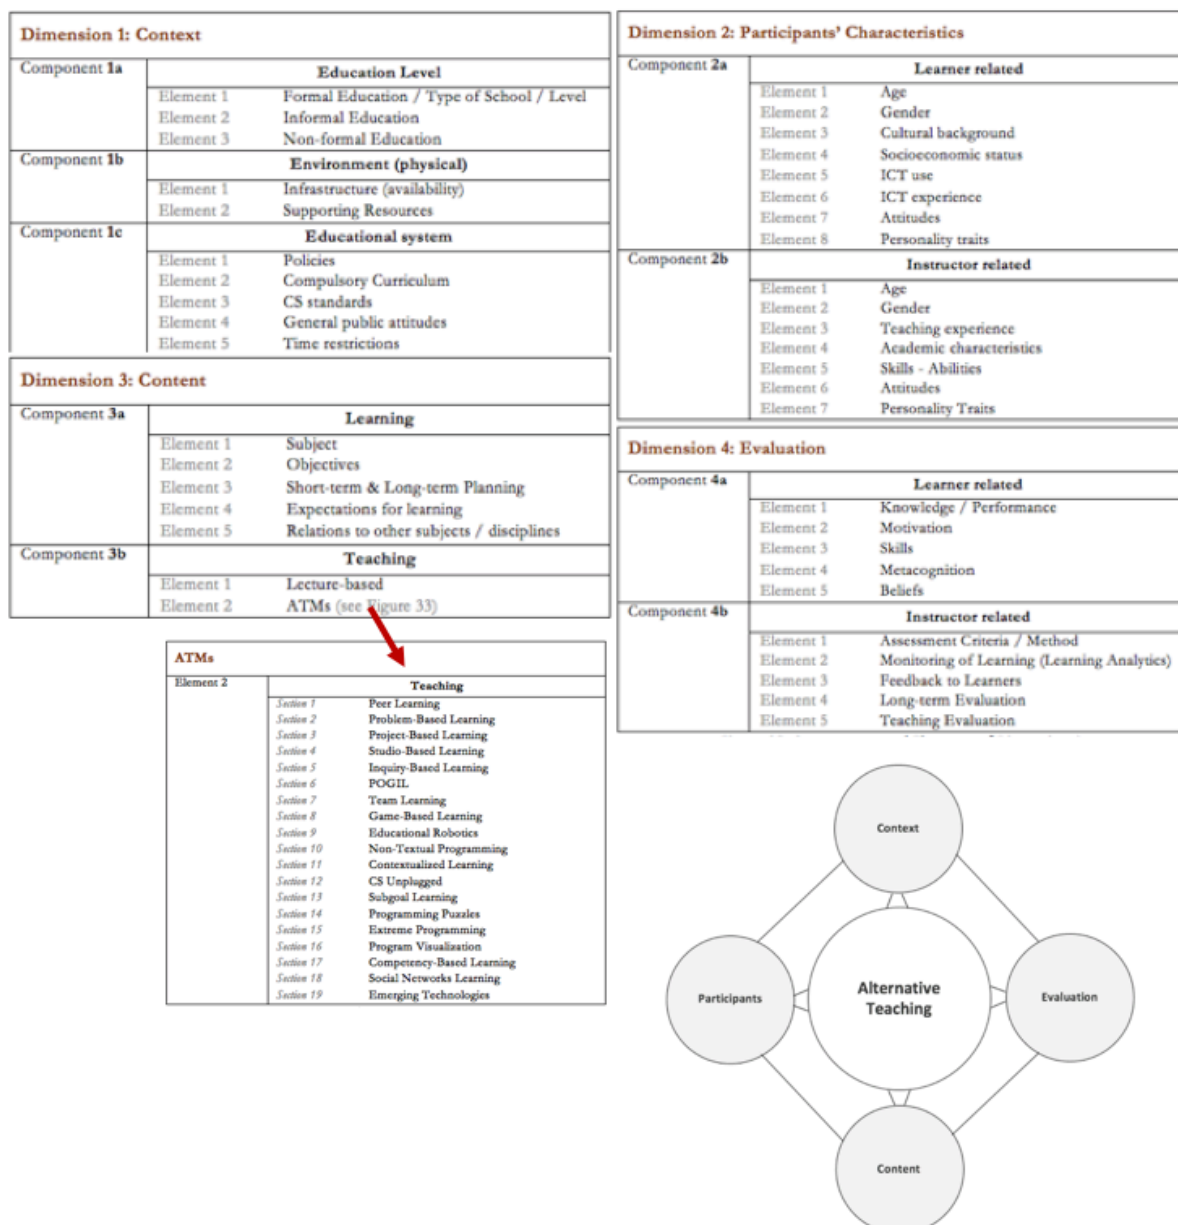 Dimension 1: Context
Component 1a
Education Level
Element 1 Formal Education / Type of School / Level
Element 2 Informal Education
Element 3 Non-formal Education
Component 1b
Environment (physical)
Element 1 Infrastructure (availability)
Element 2 Supporting Resources
Component 1c
Educational system
Element 1 Policies
Element 2 Compulsory Curriculum
Element 3 CS standards
Element 4 General public attitudes
Element 5 Time restrictions
Dimension 3: Content
Component 3a
Learning
Element 1 Subject
Element 2 Objectives
Element 3 Short-term & Long-term Planning
Element 4 Expectations for learning
Element 5 Relations to other subjects / disciplines
Component 3b
Teaching
Element 1 Lecture-based
Element 2 ATMs (see Figure 33)
ATMs
Element 2
Teaching
Section 1 Peer Learning
Section 2 Problem-Based Learning
Section 3 Project-Based Learning
Section 4 Studio-Based Learning
Section 5 Inquiry-Based Learning
Section 6 POGIL
Section 7 Team Learning
Section 8 Game-Based Learning
Section 9 Educational Robotics
Section 10 Non-Textual Programming
Section 11 Contextualized Learning
Section 12 CS Unplugged
Section 13 Subgoal Learning
Section 14 Programming Puzzles
Section 15 Extreme Programming
Section 16 Program Visualization
Section 17 Competency-Based Learning
Section 18 Social Networks Learning
Section 19 Emerging Technologies
Dimension 2: Participants' Characteristics
Component 2a
Learner related
Element 1 Age
Element 2 Gender
Element 3 Cultural background
Element 4 Socioeconomic status
Element 5 ICT use
Element 6 ICT experience
Element 7 Attitudes
Element 8 Personality traits
Component 2b
Instructor related
Element 1 Age
Element 2 Gender
Element 3 Teaching experience
Element 4 Academic characteristics
Element 5 Skills - Abilities
Element 6 Attitudes
Element 7 Personality Traits
Dimension 4: Evaluation
Component 4a
Learner related
Element 1 Knowledge / Performance
Element 2 Motivation
Element 3 Skills
Element 4 Metacognition
Element 5 Beliefs
Component 4b
Instructor related
Element 1 Assessment Criteria / Method
Element 2 Monitoring of Learning (Learning Analytics)
Element 3 Feedback to Learners
Element 4 Long-term Evaluation
Element 5 Teaching Evaluation
Context
Participants
Alternative
Teaching
Evaluation
Content